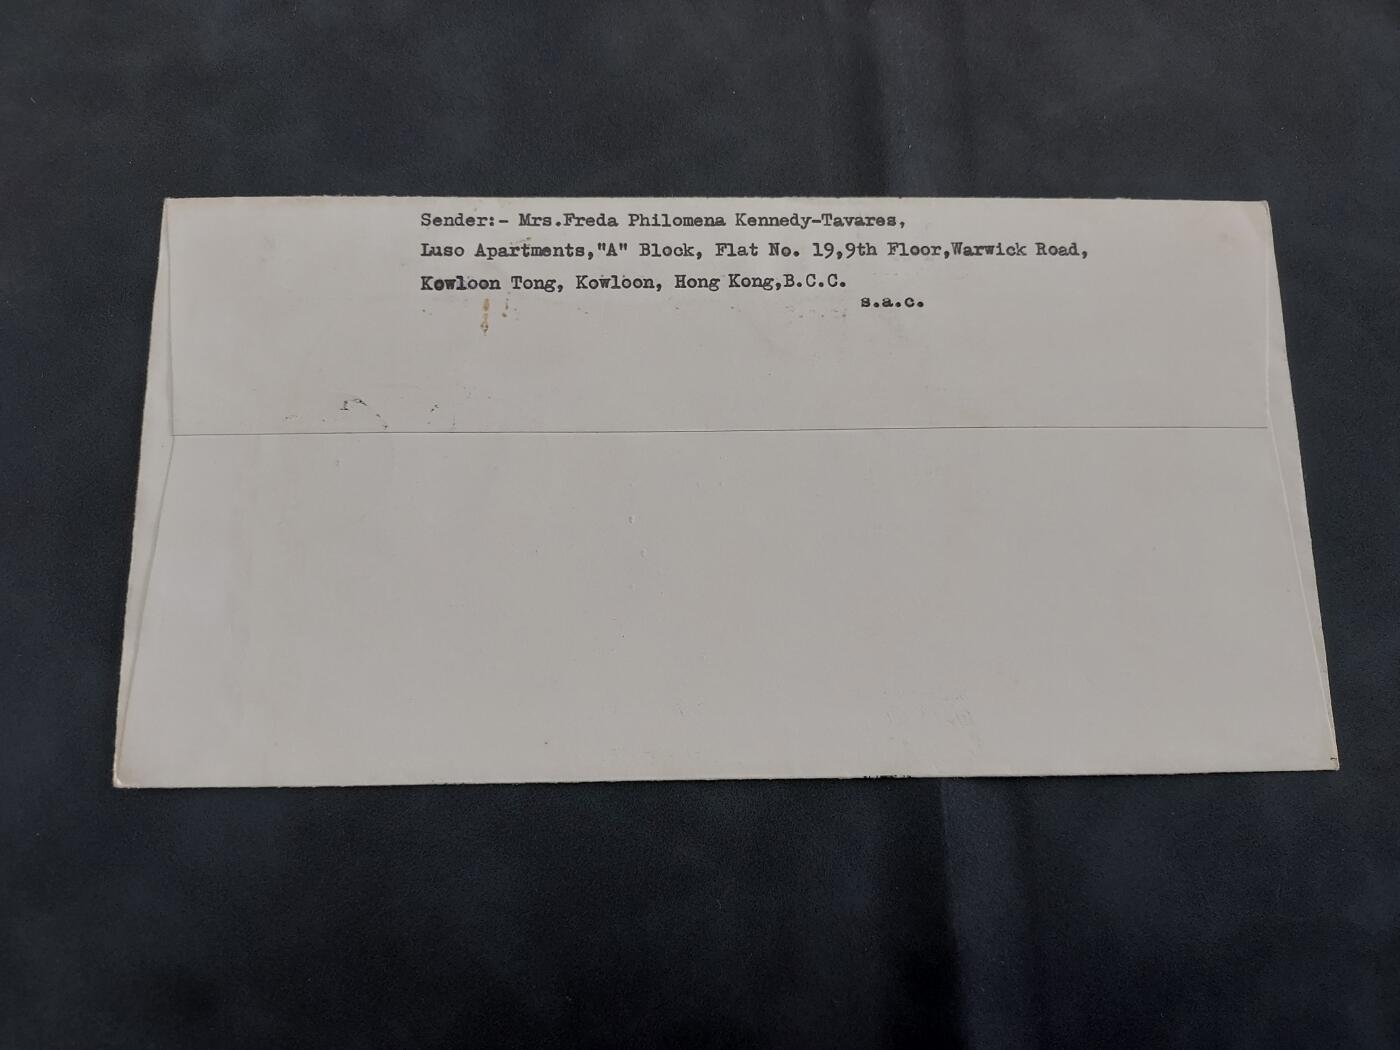 Sender:- Mrs.Freda Philomena Kennedy-Tavares,
Luso Apartments,"A" Block, Flat No. 19,9th Floor,Warwick Road,
Kowloon Tong, Kowloon, Hong Kong,B.C.C.
s.a.c.